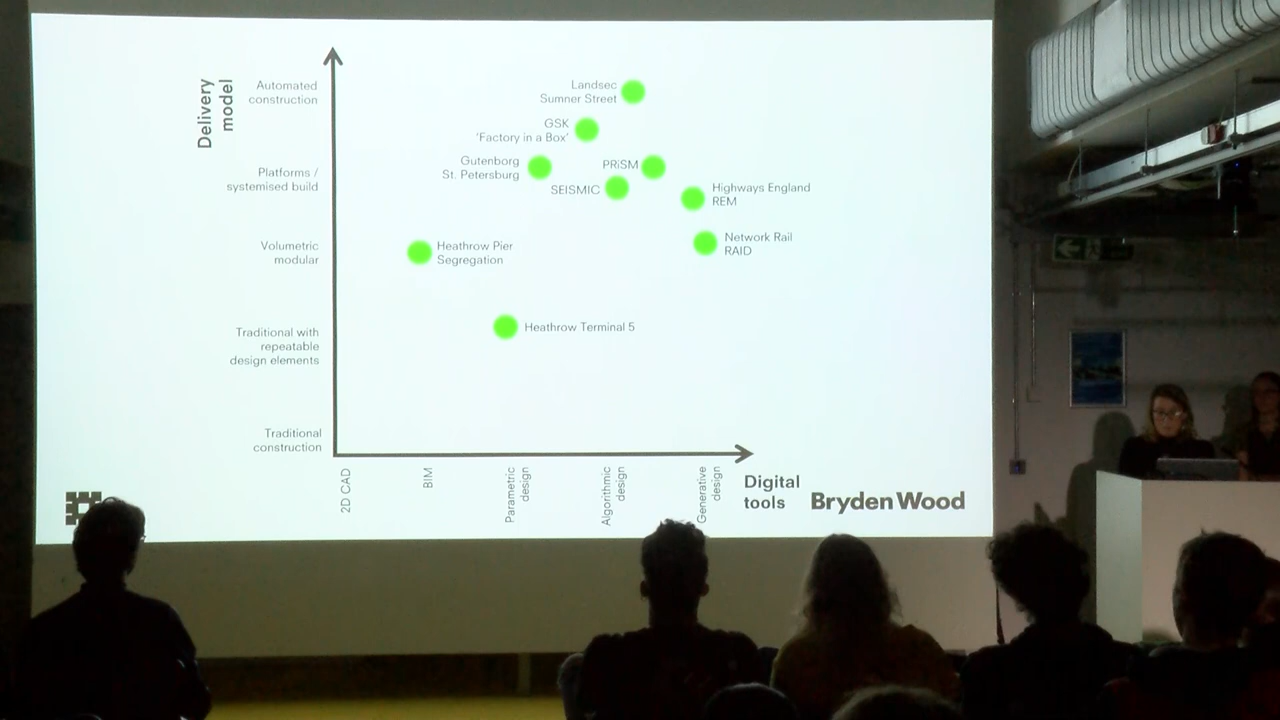 Delivery
model
Automated
construction
Platforms /
systemised build
Volumetric
modular
Traditional with
repeatable
design elements
Traditional
construction
Landsec
Sumner Street
GSK
'Factory in a Box'
Gutenborg
St. Petersburg
PRiSM
SEISMIC
Highways England
REM
Network Rail
RAID
Heathrow Pier
Segregation
Heathrow Terminal 5
2D CAD
BIM
Parametric
design
Algorithmic
design
Generative
design
Digital
tools
Bryden Wood